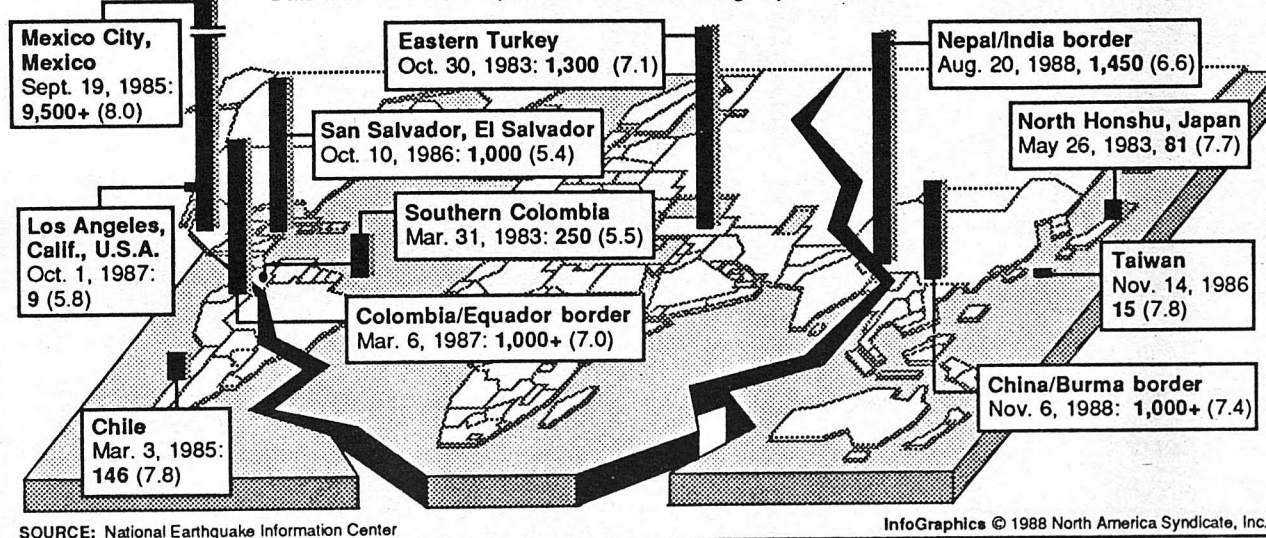 Mexico City,
Mexico
Sept. 19, 1985:
9,500+ (8.0)
Eastern Turkey
Oct. 30, 1983: 1,300 (7.1)
Nepal/India border
Aug. 20, 1988, 1,450 (6.6)
San Salvador, El Salvador
Oct. 10, 1986: 1,000 (5.4)
North Honshu, Japan
May 26, 1983, 81 (7.7)
Los Angeles,
Calif., U.S.A.
Oct. 1, 1987:
9 (5.8)
Southern Colombia
Mar. 31, 1983: 250 (5.5)
Taiwan
Nov. 14, 1986
15 (7.8)
Colombia/Equador border
Mar. 6, 1987: 1,000+ (7.0)
China/Burma border
Nov. 6, 1988: 1,000+ (7.4)
Chile
Mar. 3, 1985:
146 (7.8)
SOURCE: National Earthquake Information Center
InfoGraphics © 1988 North America Syndicate, Inc.